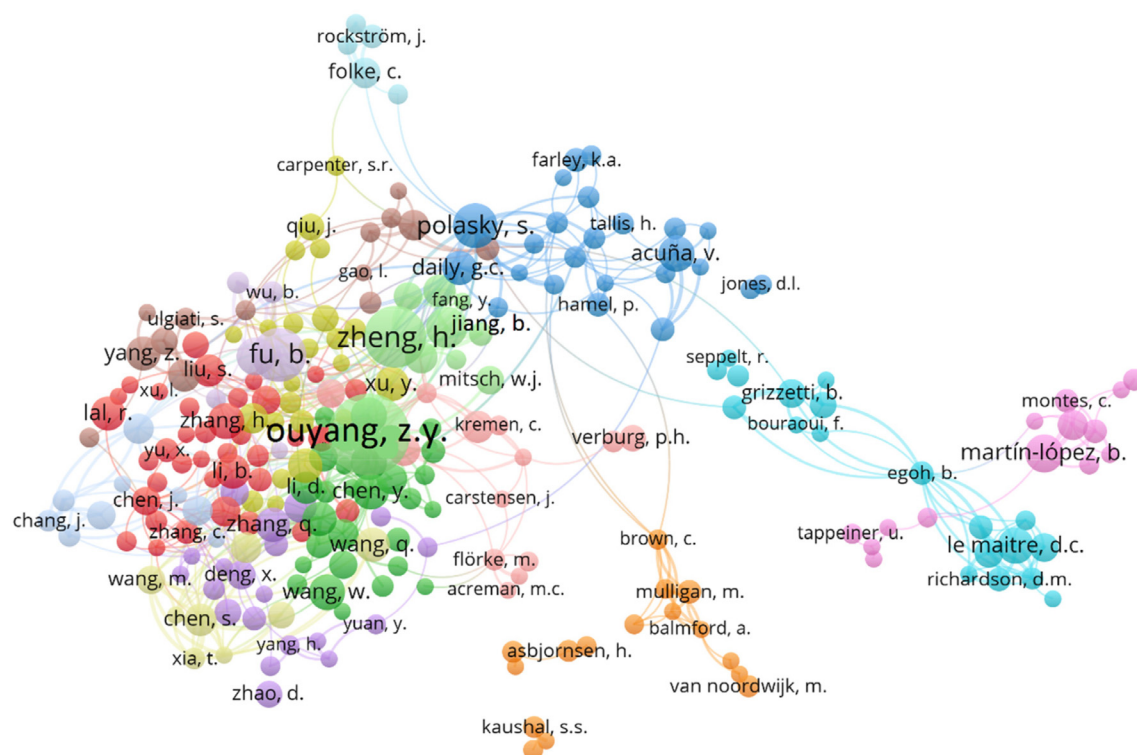 rockström, j.
folke, c.
carpenter, s.r.
farley, k.a.
qiu, j.
polasky, s.
tallis, h.
gao, l.
daily, g.c.
acuña, v.
jones, d.l.
wu, b.
fang, y.
hamel, p.
ulgiati, s.
jiang, b.
zheng, h.
yang, z.
fu, b.
liu, s.
seppelt, r.
xu, l.
xu, y.
mitsch, w.j.
grizzetti, b.
montes, c.
lal, r.
zhang, h.
kremen, c.
bouraoui, f.
ouyang, z.y.
verburg, p.h.
yu, x.
martín-lópez, b.
li, b.
egoh, b.
li, d.
chen, y.
chen, j.
carstensen, j.
chang, j.
zhang, c.
zhang, q.
tappeiner, u.
brown, c.
wang, q.
le maitre, d.c.
flörke, m.
wang, m.
deng, x.
richardson, d.m.
acreman, m.c.
wang, w.
mulligan, m.
chen, s.
yuan, y.
balmford, a.
yang, h.
asbjornsen, h.
xia, t.
van noordwijk, m.
zhao, d.
kaushal, s.s.